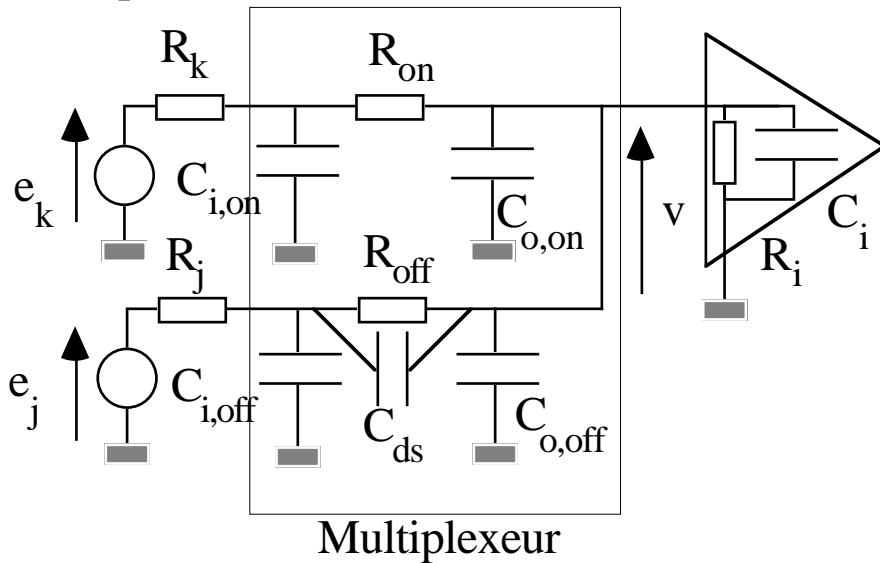 R_k
R_on
e_k
C_i,on
C_o,on
v
C_i
R_i
R_j
R_off
e_j
C_i,off
C_ds
C_o,off
Multiplexeur